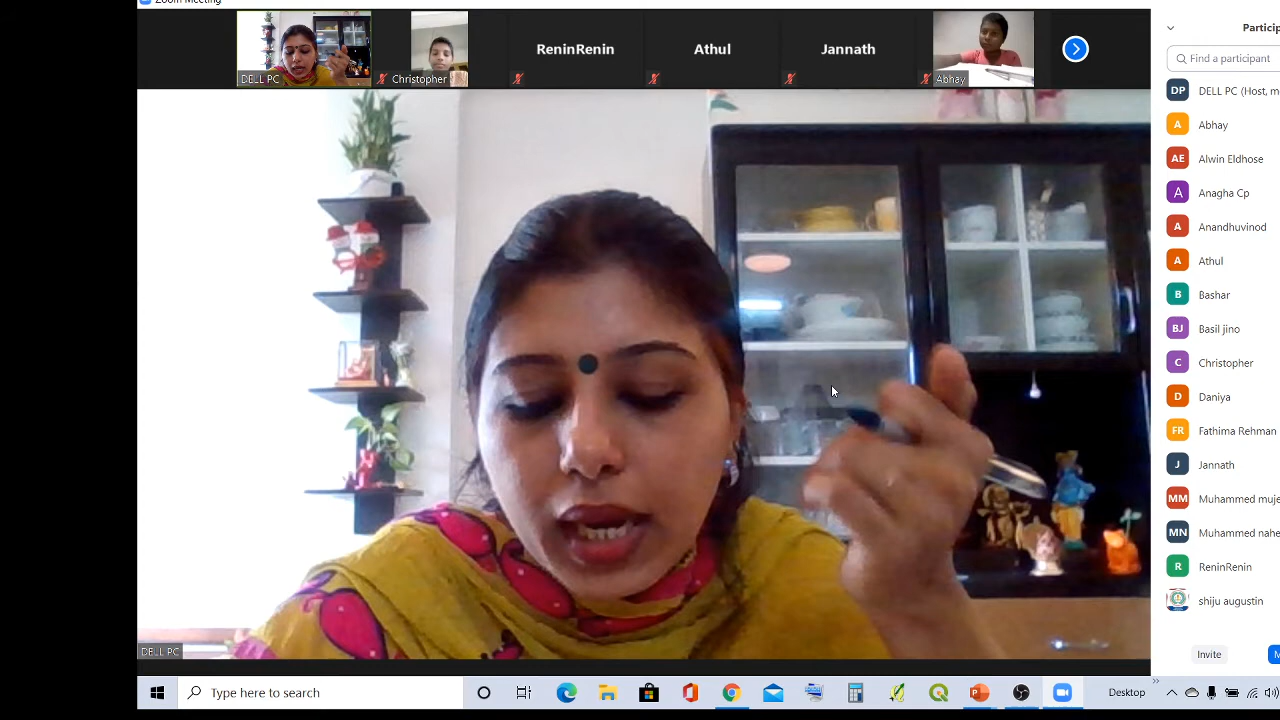 Zoom Meeting
DELL PC
Christopher
ReninRenin
Athul
Jannath
Abhay
DELL PC
Particip
Find a participant
DP DELL PC (Host, m
A Abhay
AE Alwin Eldhose
A Anagha Cp
A Anandhuvinod
A Athul
B Bashar
BJ Basil jino
C Christopher
D Daniya
FR Fathima Rehman
J Jannath
MM Muhammed muje
MN Muhammed nahe
R ReninRenin
shiju augustin
Invite
M
Type here to search
Desktop